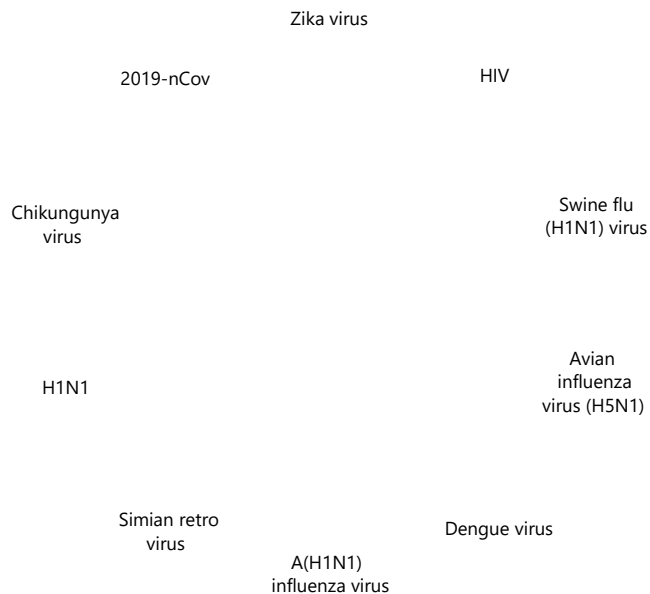 Zika virus
2019-nCov
HIV
Chikungunya
virus
Swine flu
(H1N1) virus
H1N1
Avian
influenza
virus (H5N1)
Simian retro
virus
Dengue virus
A(H1N1)
influenza virus